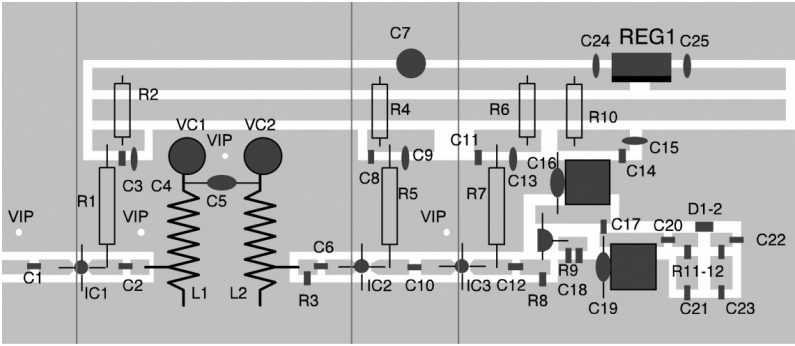 C7
C24 REG1 C25
R2 R4 R6 R10
VC1 VC2
VIP
C11 C15
C3 C4 C5 C8 C9 C13 C16 C14
R1 R5 R7
VIP VIP VIP
C17 C20 D1-2 C22
C6
C1 IC1 C2 L1 L2 R3 IC2 C10 IC3 C12 R8 R9 C18 R11-12
C19 C21 C23